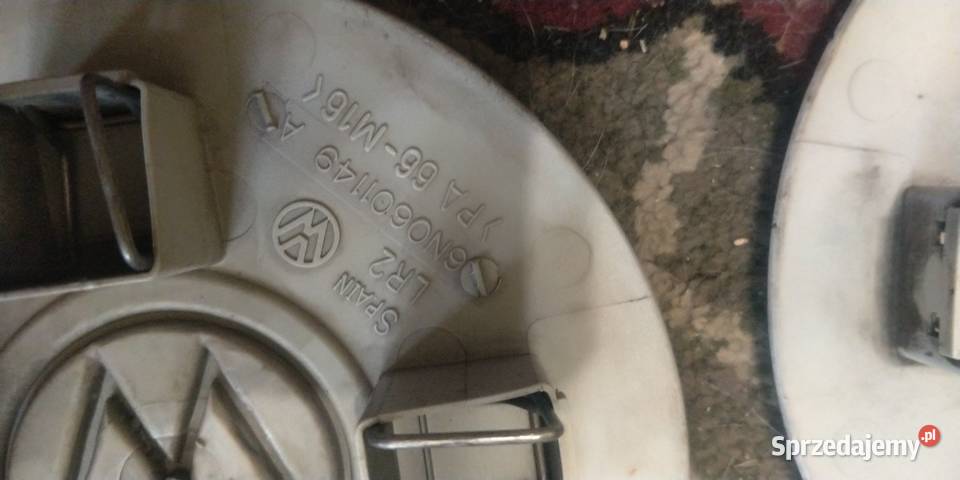 SPAIN
LR2
6N0601149 A
>PA 66-M16<
Sprzedajemy.pl